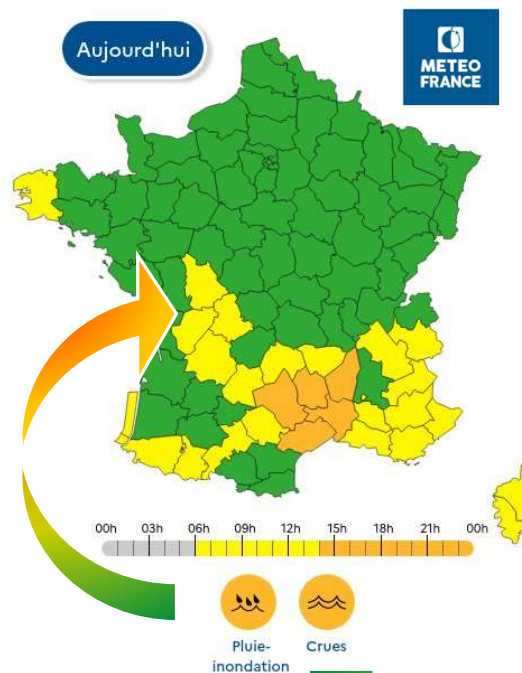 Aujourd'hui
METEO
FRANCE
00h 03h 06h 09h 12h 15h 18h 21h 00h
Pluie-
inondation
Crues